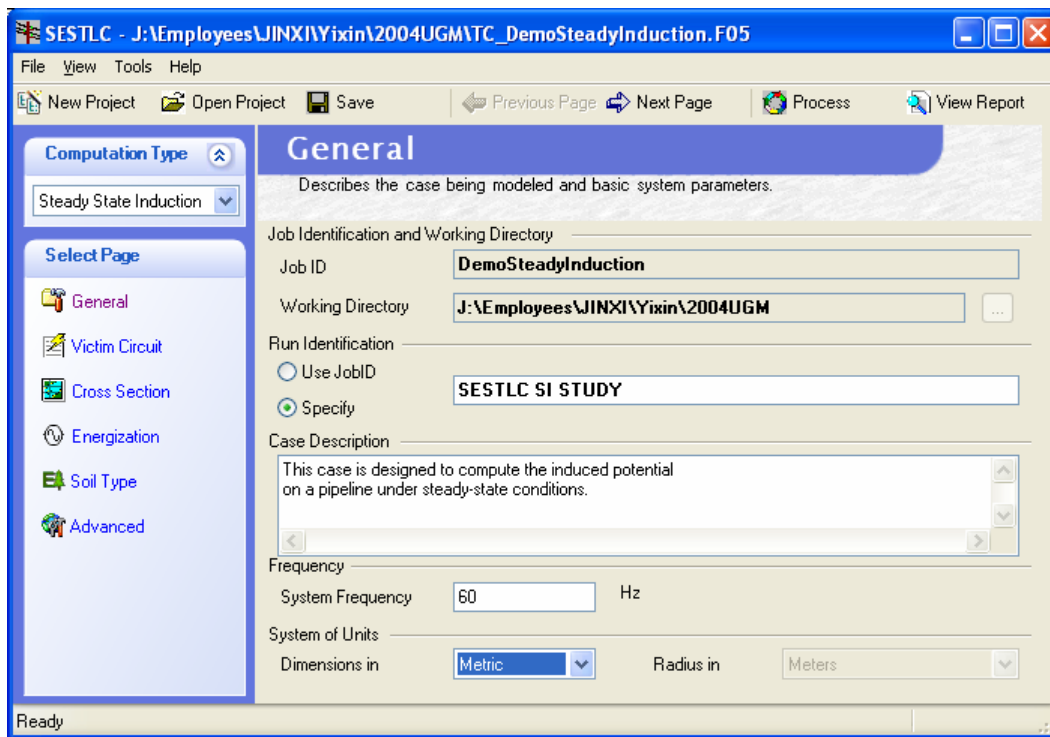 SESTLC - J:\Employees\JINXI\Yixin\2004UGM\TC_DemoSteadyInduction.F05
File View Tools Help
New Project Open Project Save Previous Page Next Page Process View Report
Computation Type
Steady State Induction
Select Page
General
Victim Circuit
Cross Section
Energization
Soil Type
Advanced
General
Describes the case being modeled and basic system parameters.
Job Identification and Working Directory
Job ID DemoSteadyInduction
Working Directory J:\Employees\JINXI\Yixin\2004UGM ...
Run Identification
Use JobID
Specify
SESTLC SI STUDY
Case Description
This case is designed to compute the induced potential
on a pipeline under steady-state conditions.
Frequency
System Frequency 60 Hz
System of Units
Dimensions in Metric Radius in Meters
Ready